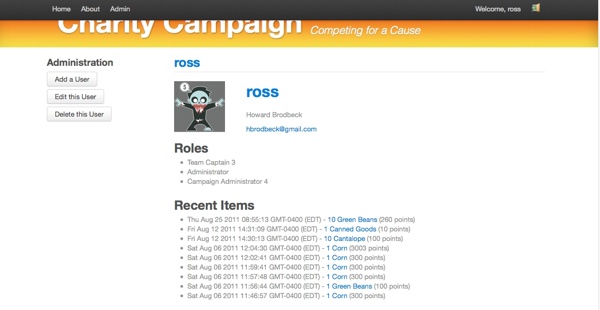 Home About Admin Welcome, ross
Charity Campaign Competing for a Cause
Administration
Add a User
Edit this User
Delete this User
ross
ross
Howard Brodbeck
hbrodbeck@gmail.com
Roles
Team Captain 3
Administrator
Campaign Administrator 4
Recent Items
Thu Aug 25 2011 08:55:13 GMT-0400 (EDT) - 10 Green Beans (260 points)
Fri Aug 12 2011 14:31:09 GMT-0400 (EDT) - 1 Canned Goods (10 points)
Fri Aug 12 2011 14:30:13 GMT-0400 (EDT) - 10 Cantalope (100 points)
Sat Aug 06 2011 12:04:30 GMT-0400 (EDT) - 1 Corn (3003 points)
Sat Aug 06 2011 12:02:41 GMT-0400 (EDT) - 1 Corn (300 points)
Sat Aug 06 2011 11:59:41 GMT-0400 (EDT) - 1 Corn (300 points)
Sat Aug 06 2011 11:57:48 GMT-0400 (EDT) - 1 Corn (300 points)
Sat Aug 06 2011 11:56:44 GMT-0400 (EDT) - 1 Green Beans (100 points)
Sat Aug 06 2011 11:46:57 GMT-0400 (EDT) - 1 Corn (300 points)